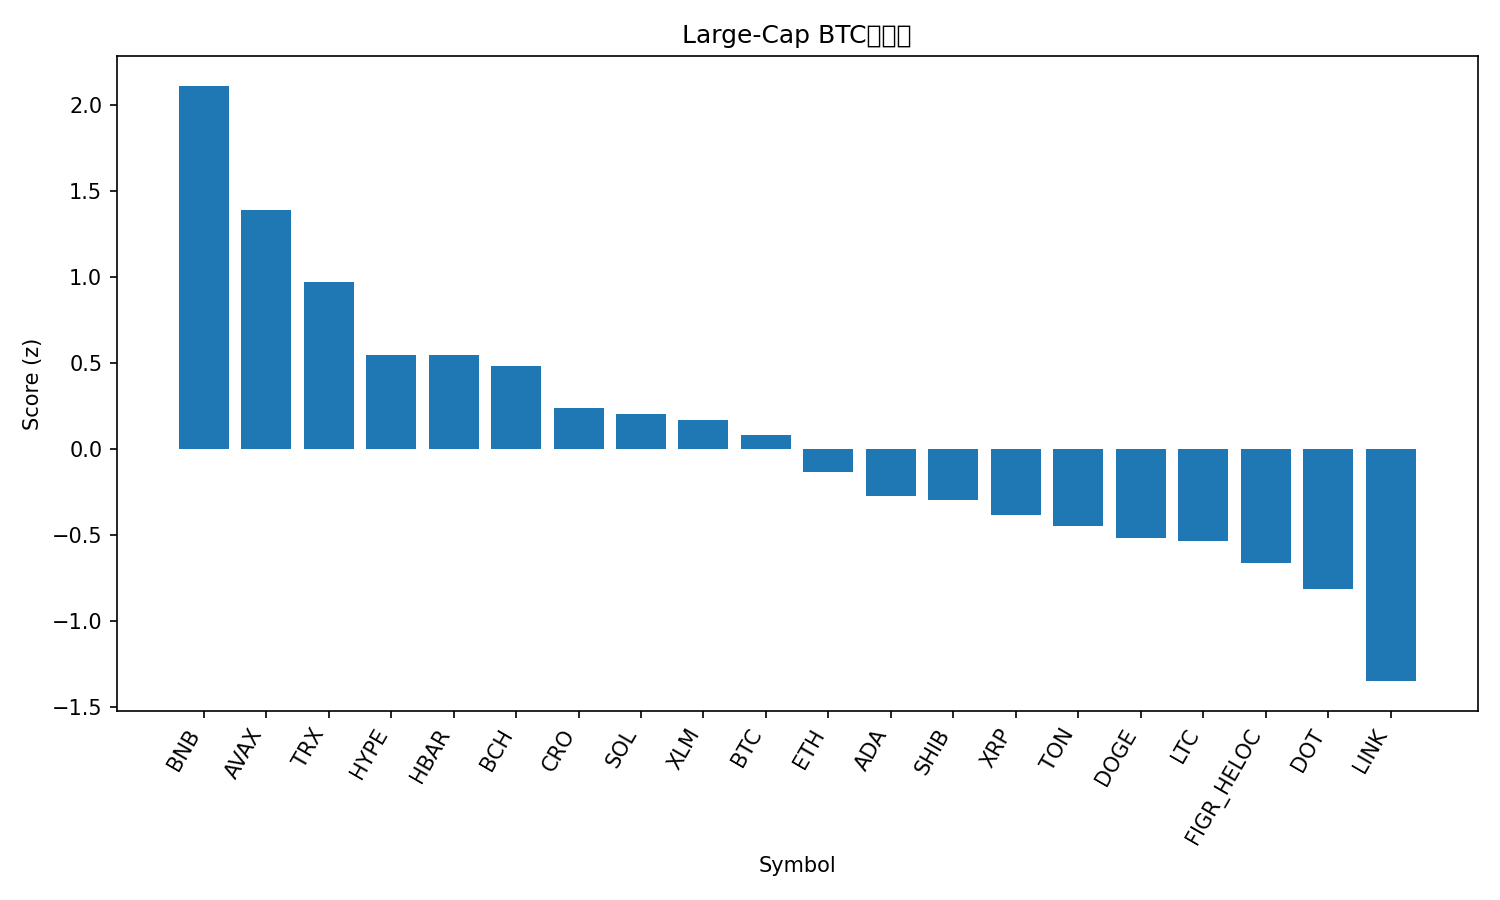 Large-Cap BTC
Score (z)
2.0
1.5
1.0
0.5
0.0
−0.5
−1.0
−1.5
BNB
AVAX
TRX
HYPE
HBAR
BCH
CRO
SOL
XLM
BTC
ETH
ADA
SHIB
XRP
TON
DOGE
LTC
FIGR_HELOC
DOT
LINK
Symbol